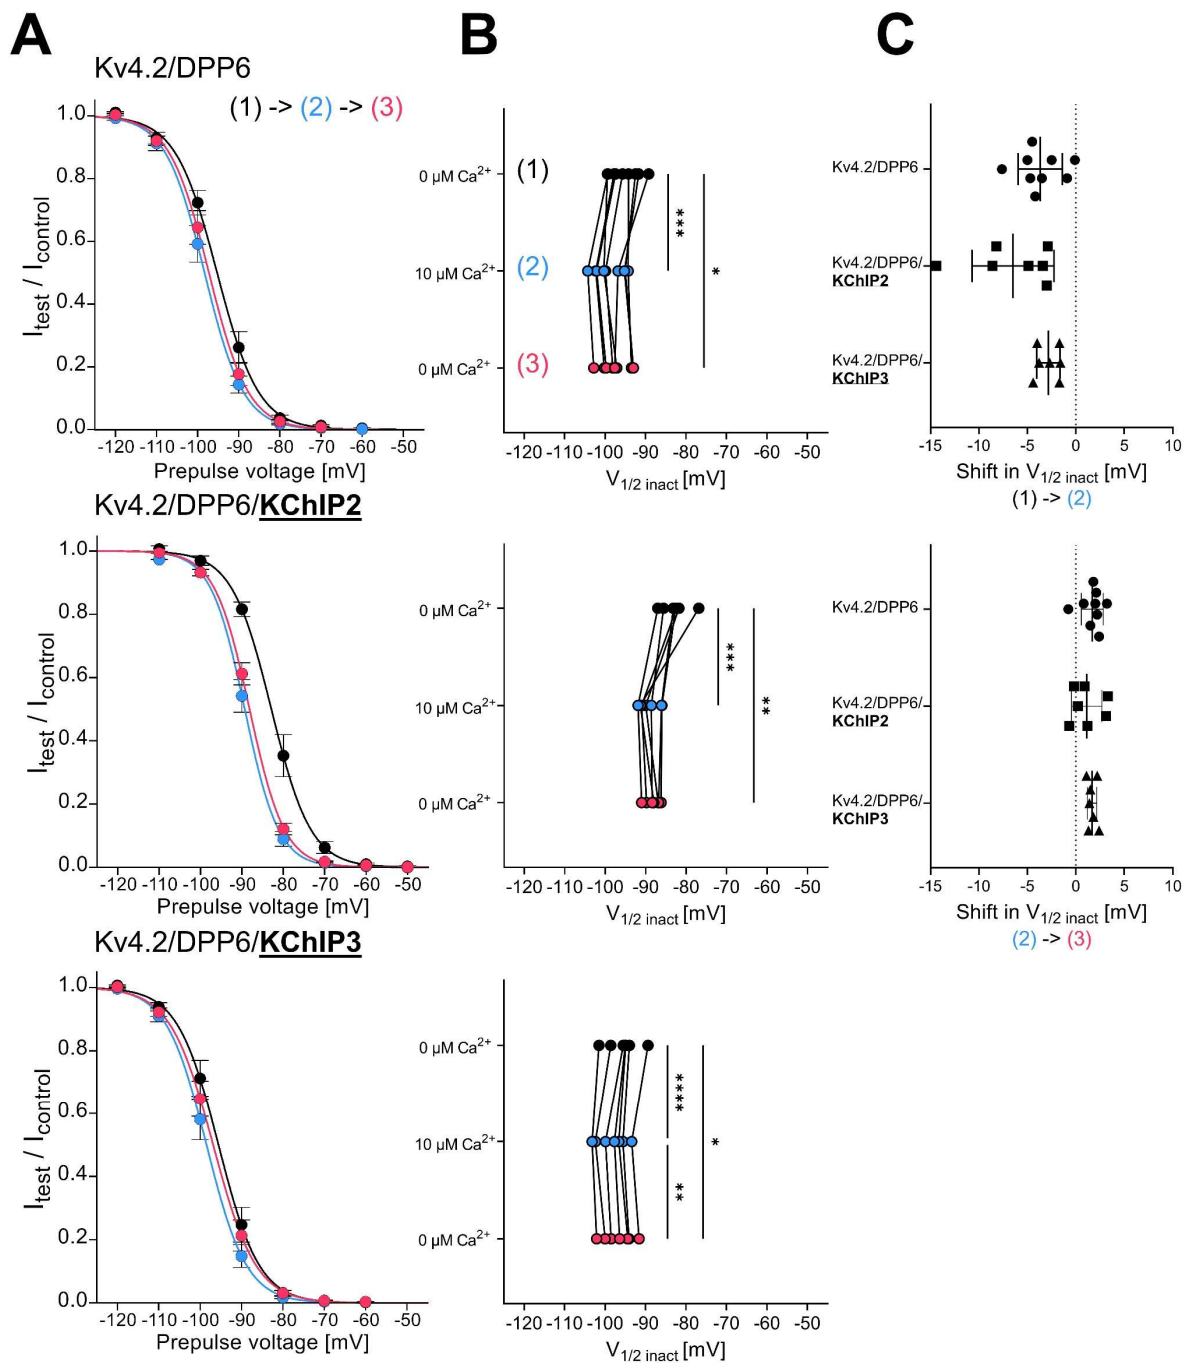 A
B
C
Kv4.2/DPP6
(1) -> (2) -> (3)
1.0
0.8
0.6
0.4
0.2
0.0
Itest / Icontrol
-120 -110 -100 -90 -80 -70 -60 -50
Prepulse voltage [mV]
0 µM Ca2+
(1)
10 µM Ca2+
(2)
0 µM Ca2+
(3)
***
*
-120 -100 -90 -80 -70 -60 -50
V1/2 inact [mV]
Kv4.2/DPP6
Kv4.2/DPP6/
KChIP2
Kv4.2/DPP6/
KChIP3
-15 -10 -5 0 5 10
Shift in V1/2 inact [mV]
(1) -> (2)
Kv4.2/DPP6/KChIP2
1.0
0.8
0.6
0.4
0.2
0.0
Itest / Icontrol
-120 -110 -100 -90 -80 -70 -60 -50
Prepulse voltage [mV]
0 µM Ca2+
10 µM Ca2+
0 µM Ca2+
***
**
-120 -100 -90 -80 -70 -60 -50
V1/2 inact [mV]
Kv4.2/DPP6
Kv4.2/DPP6/
KChIP2
Kv4.2/DPP6/
KChIP3
-15 -10 -5 0 5 10
Shift in V1/2 inact [mV]
(2) -> (3)
Kv4.2/DPP6/KChIP3
1.0
0.8
0.6
0.4
0.2
0.0
Itest / Icontrol
-120 -110 -100 -90 -80 -70 -60 -50
Prepulse voltage [mV]
0 µM Ca2+
10 µM Ca2+
0 µM Ca2+
****
**
*
-120 -100 -90 -80 -70 -60 -50
V1/2 inact [mV]